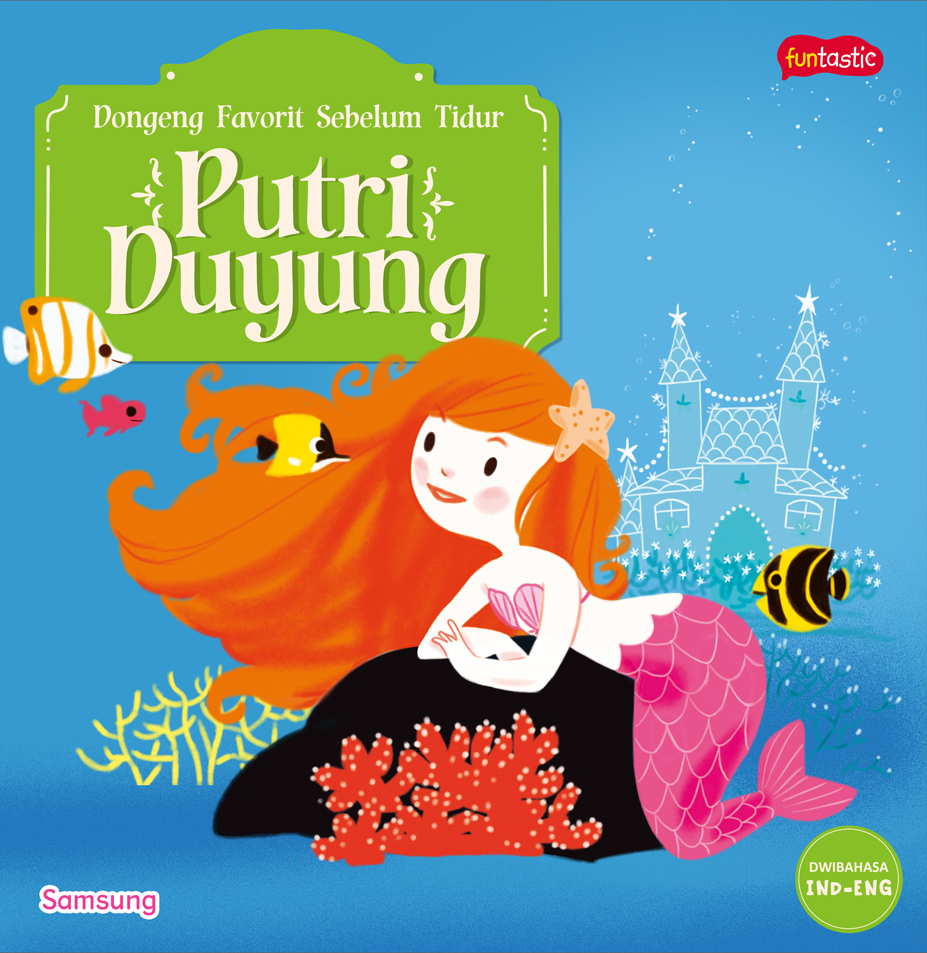 funtastic
Dongeng Favorit Sebelum Tidur
Putri
Duyung
Samsung
DWIBAHASA
IND-ENG